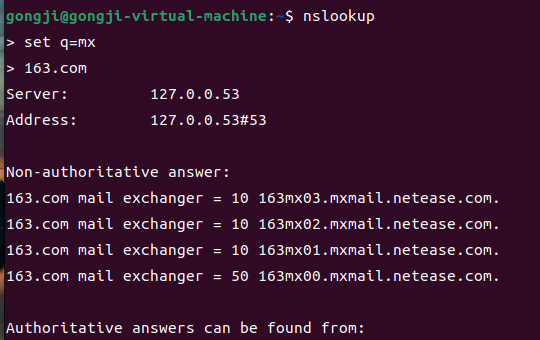 gongji@gongji-virtual-machine:~$ nslookup
> set q=mx
> 163.com
Server:         127.0.0.53
Address:        127.0.0.53#53
Non-authoritative answer:
163.com mail exchanger = 10 163mx03.mxmail.netease.com.
163.com mail exchanger = 10 163mx02.mxmail.netease.com.
163.com mail exchanger = 10 163mx01.mxmail.netease.com.
163.com mail exchanger = 50 163mx00.mxmail.netease.com.
Authoritative answers can be found from: